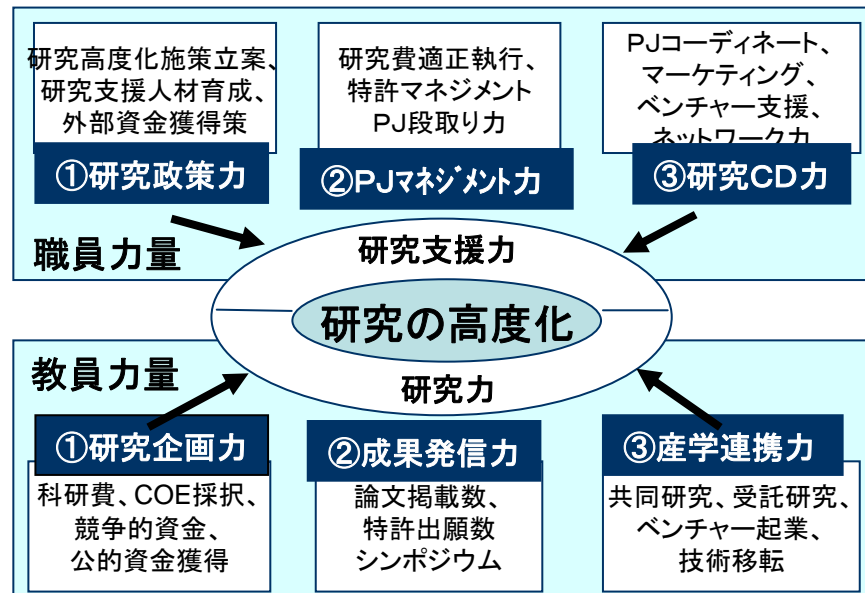 研究高度化施策立案、
研究支援人材育成、
外部資金獲得策
①研究政策力
研究費適正執行、
特許マネジメント
PJ段取り力
②PJマネジメント力
PJコーディネート、
マーケティング、
ベンチャー支援、
ネットワーク力
③研究CD力
職員力量
研究支援力
研究の高度化
研究力
教員力量
①研究企画力
科研費、COE採択、
競争的資金、
公的資金獲得
②成果発信力
論文掲載数、
特許出願数
シンポジウム
③産学連携力
共同研究、受託研究、
ベンチャー起業、
技術移転